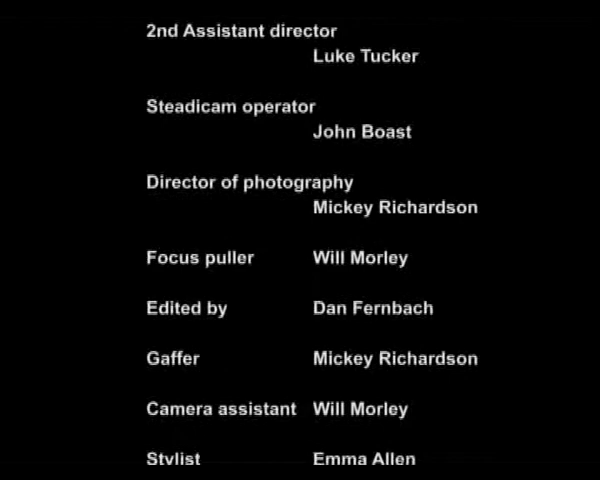 2nd Assistant director
Luke Tucker
Steadicam operator
John Boast
Director of photography
Mickey Richardson
Focus puller Will Morley
Edited by Dan Fernbach
Gaffer Mickey Richardson
Camera assistant Will Morley
Stylist Emma Allen